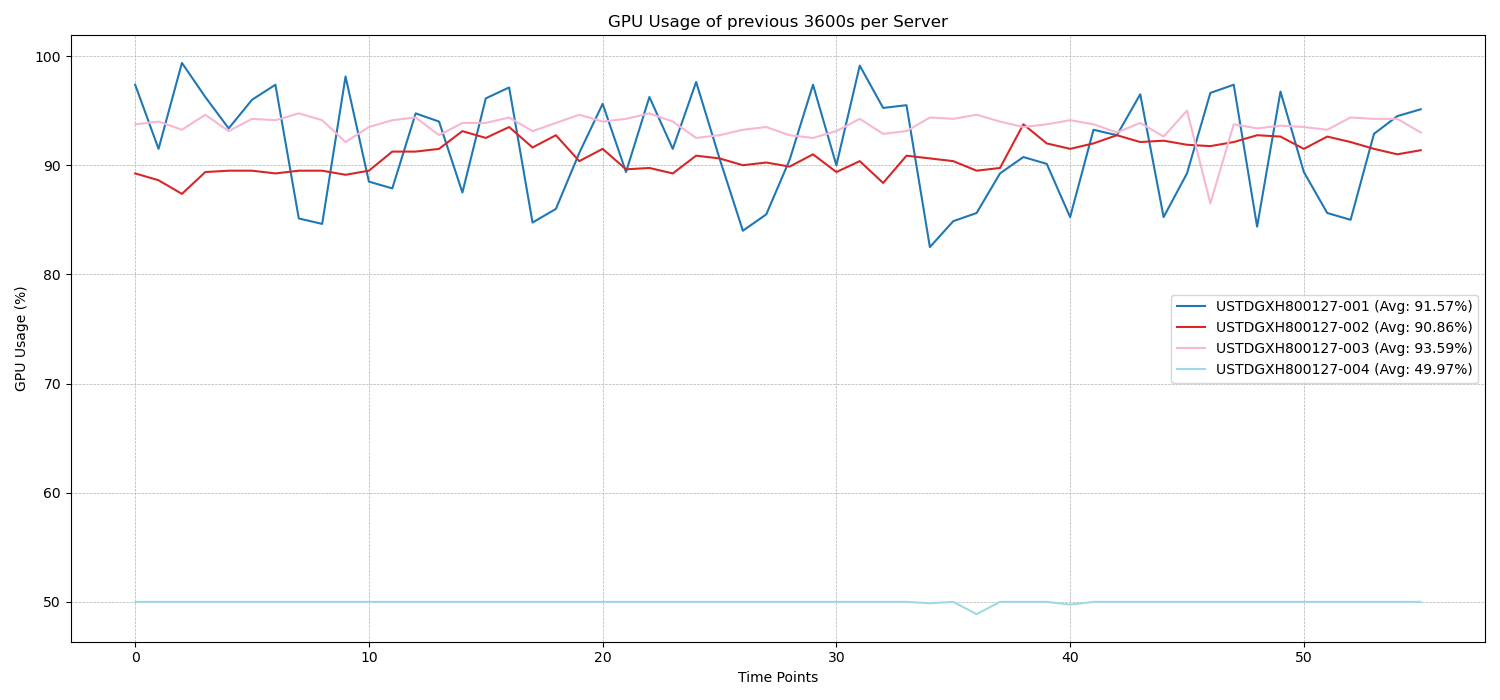 GPU Usage of previous 3600s per Server
100
90
80
70
60
50
GPU Usage (%)
USTDGXH800127-001 (Avg: 91.57%)
USTDGXH800127-002 (Avg: 90.86%)
USTDGXH800127-003 (Avg: 93.59%)
USTDGXH800127-004 (Avg: 49.97%)
0 10 20 30 40 50
Time Points